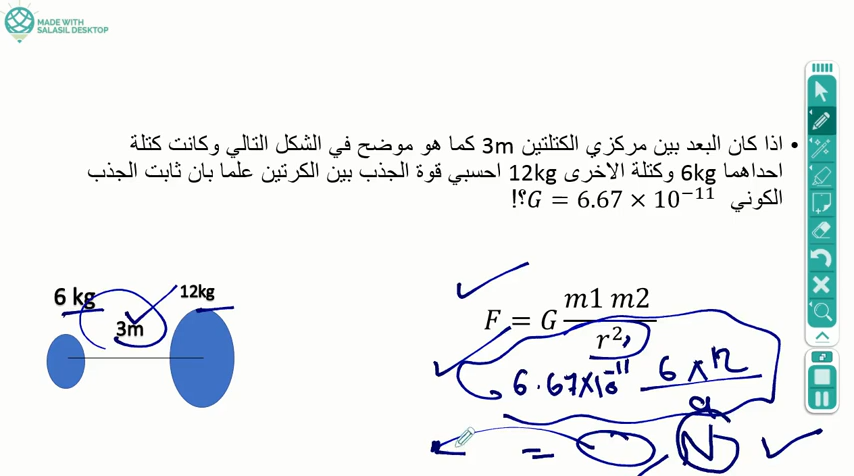 MADE WITH
SALASIL DESKTOP
• اذا كان البعد بين مركزي الكتلتين 3m كما هو موضح في الشكل التالي وكانت كتلة
احداهما 6kg وكتلة الاخرى 12kg احسبي قوة الجذب بين الكرتين علما بان ثابت الجذب
الكوني G = 6.67 × 10⁻¹¹ ؟!
6 kg
12kg
3m
F = G m1 m2 / r²
6.67×10⁻¹¹ 6 × 12 / 9
= N